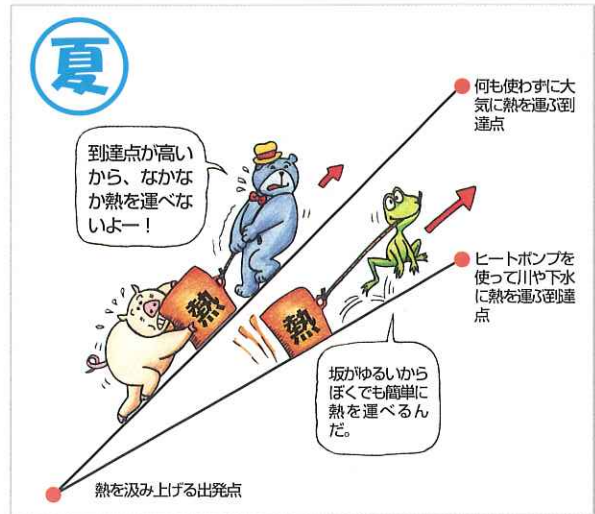 夏
何も使わずに大
気に熱を運ぶ到
達点
到達点が高い
から、なかな
か熱を運べな
いよー！
熱
熱
ヒートポンプを
使って川や下水
に熱を運ぶ到達
点
坂がゆるいから
ぼくでも簡単に
熱を運べるん
だ。
熱を汲み上げる出発点